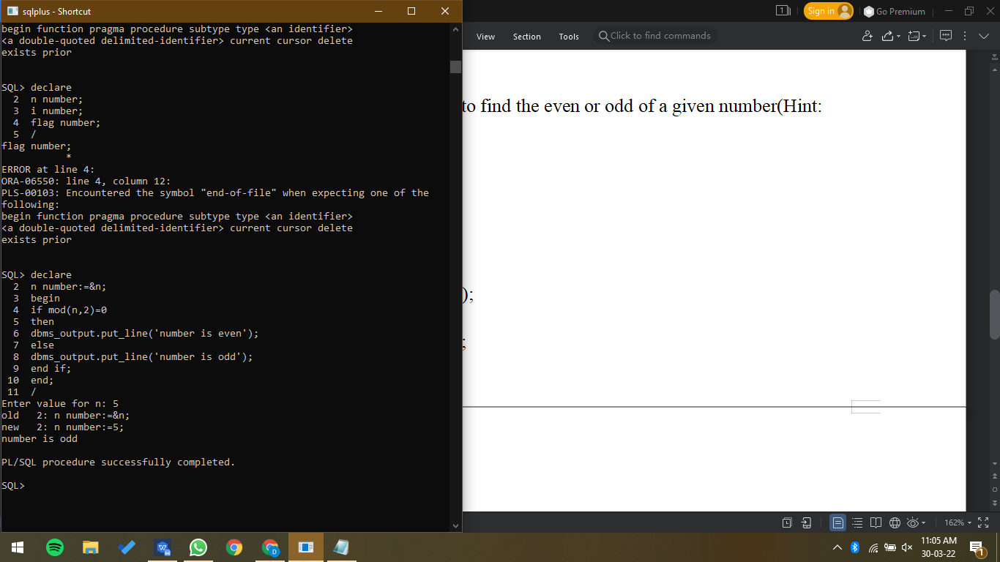 sqlplus - Shortcut
begin function pragma procedure subtype type <an identifier>
<a double-quoted delimited-identifier> current cursor delete
exists prior
SQL> declare
2 n number;
3 i number;
4 flag number;
5 /
flag number;
*
ERROR at line 4:
ORA-06550: line 4, column 12:
PLS-00103: Encountered the symbol "end-of-file" when expecting one of the
following:
begin function pragma procedure subtype type <an identifier>
<a double-quoted delimited-identifier> current cursor delete
exists prior
SQL> declare
2 n number:=&n;
3 begin
4 if mod(n,2)=0
5 then
6 dbms_output.put_line('number is even');
7 else
8 dbms_output.put_line('number is odd');
9 end if;
10 end;
11 /
Enter value for n: 5
old 2: n number:=&n;
new 2: n number:=5;
number is odd
PL/SQL procedure successfully completed.
SQL>
1 Sign in Go Premium
View Section Tools Click to find commands
to find the even or odd of a given number(Hint:
);
;
162%
11:05 AM
30-03-22
1